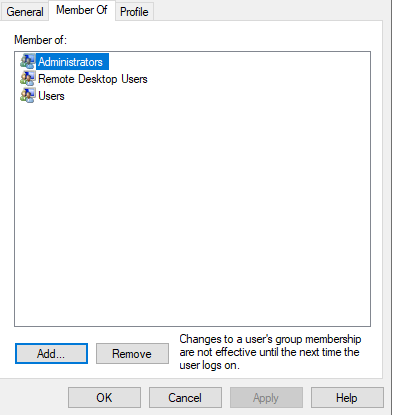 General Member Of Profile
Member of:
Administrators
Remote Desktop Users
Users
Add... Remove
Changes to a user's group membership
are not effective until the next time the
user logs on.
OK Cancel Apply Help